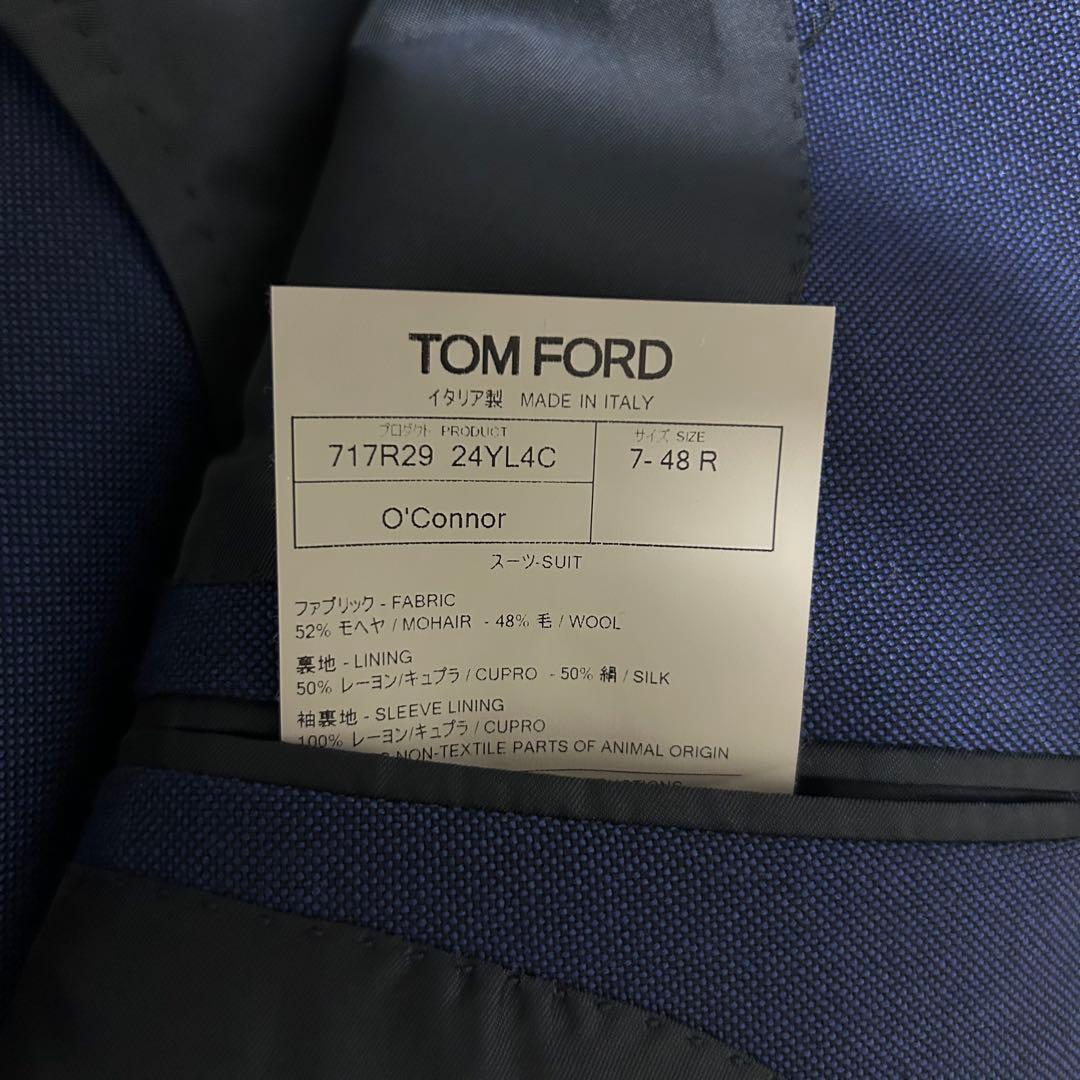 TOM FORD
イタリア製 MADE IN ITALY
プロダクト PRODUCT
717R29 24YL4C
サイズ SIZE
7- 48 R
O'Connor
スーツ-SUIT
ファブリック - FABRIC
52% モヘヤ / MOHAIR - 48% 毛 / WOOL
裏地 - LINING
50% レーヨン/キュプラ / CUPRO - 50% 絹 / SILK
袖裏地 - SLEEVE LINING
100% レーヨン/キュプラ / CUPRO
NON-TEXTILE PARTS OF ANIMAL ORIGIN